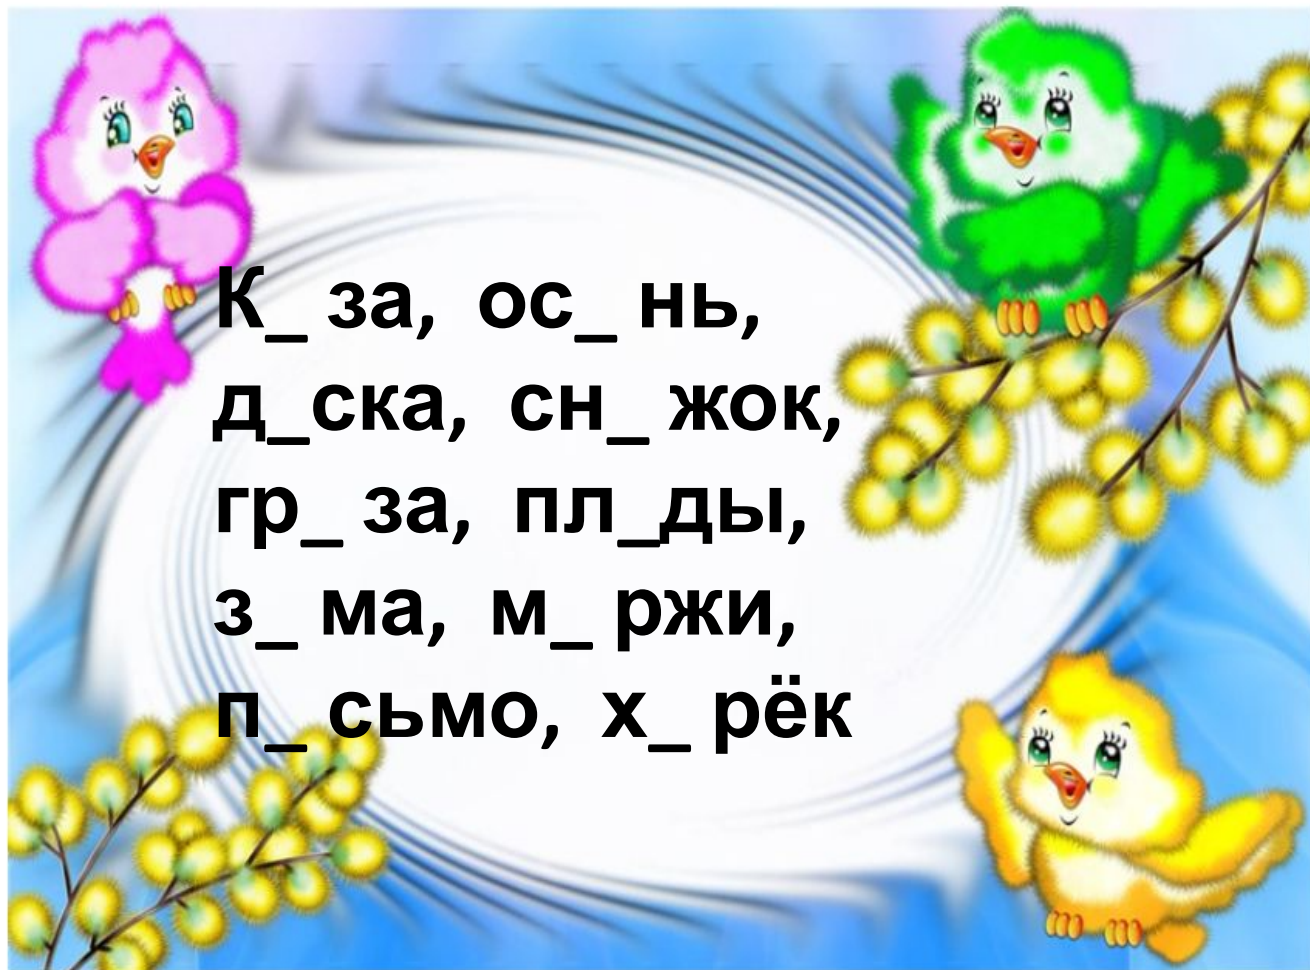 К_ за, ос_ нь,
д_ска, сн_ жок,
гр_ за, пл_ды,
з_ ма, м_ ржи,
п_ сьмо, х_ рёк